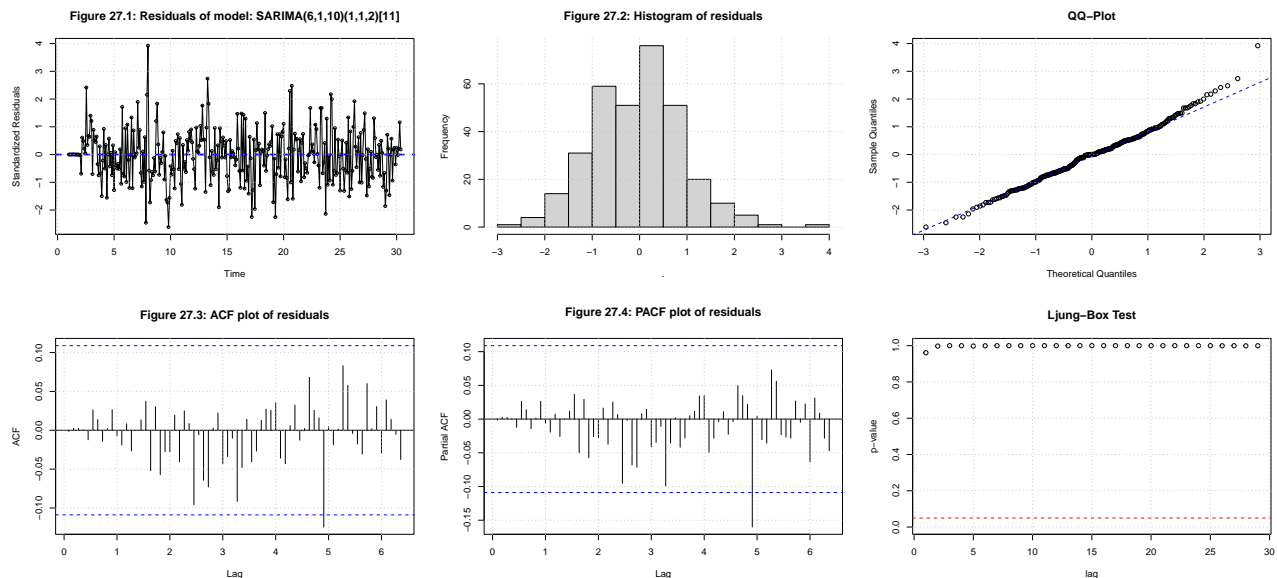 Figure 27.1: Residuals of model: SARIMA(6,1,10)(1,1,2)[11]
Standardized Residuals
4
3
2
1
0
−1
−2
0 5 10 15 20 25 30
Time
Figure 27.2: Histogram of residuals
Frequency
60
40
20
0
−3 −2 −1 0 1 2 3 4
.
QQ−Plot
Sample Quantiles
4
3
2
1
0
−1
−2
−3 −2 −1 0 1 2 3
Theoretical Quantiles
Figure 27.3: ACF plot of residuals
ACF
0.10
0.05
0.00
−0.05
−0.10
0 1 2 3 4 5 6
Lag
Figure 27.4: PACF plot of residuals
Partial ACF
0.10
0.05
0.00
−0.05
−0.10
−0.15
0 1 2 3 4 5 6
Lag
Ljung−Box Test
p−value
1.0
0.8
0.6
0.4
0.2
0.0
0 5 10 15 20 25 30
lag